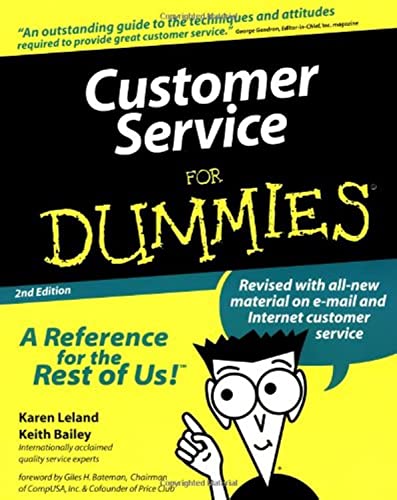 "An outstanding guide to the techniques and attitudes
required to provide great customer service."
George Gendron, Editor-in-Chief, Inc. magazine
Customer
Service
FOR
DUMMIES®
2nd Edition
Revised with all-new
material on e-mail and
Internet customer
service
A Reference
for the
Rest of Us!™
Karen Leland
Keith Bailey
Internationally acclaimed
quality service experts
foreword by Giles H. Bateman, Chairman
of CompUSA, Inc. & Cofounder of Price Club